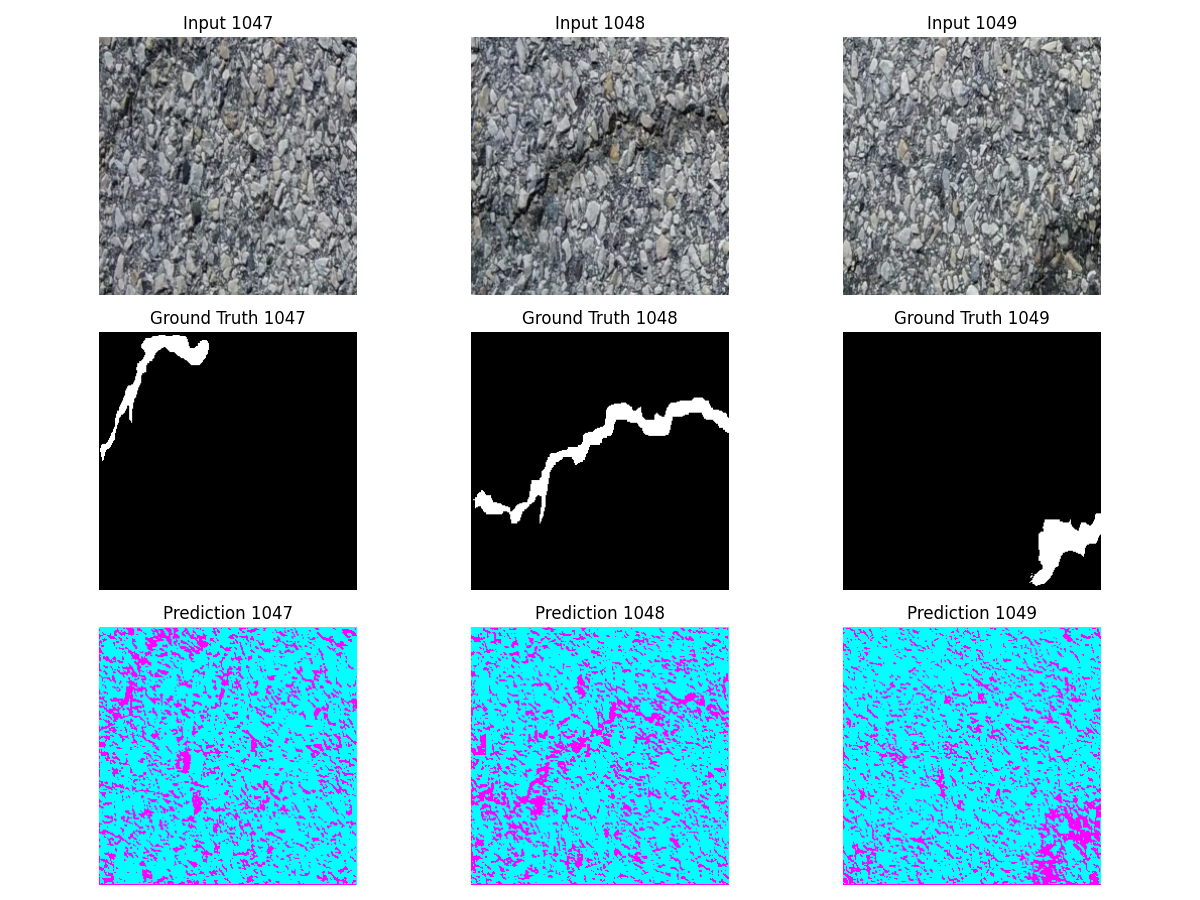 Input 1047
Input 1048
Input 1049
Ground Truth 1047
Ground Truth 1048
Ground Truth 1049
Prediction 1047
Prediction 1048
Prediction 1049